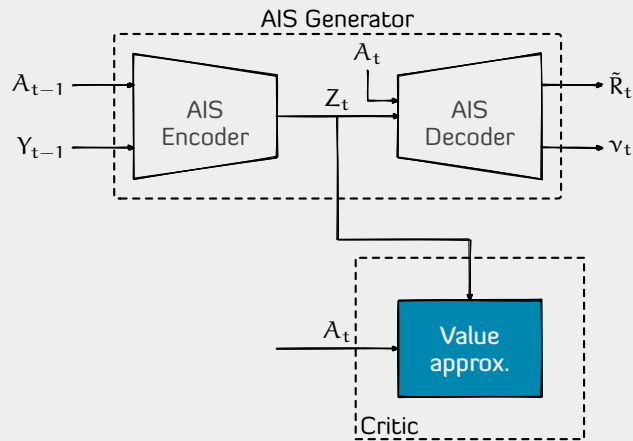 AIS Generator
A_{t−1}
Y_{t−1}
AIS
Encoder
Z_t
A_t
AIS
Decoder
R̃_t
ν_t
A_t
Value
approx.
Critic